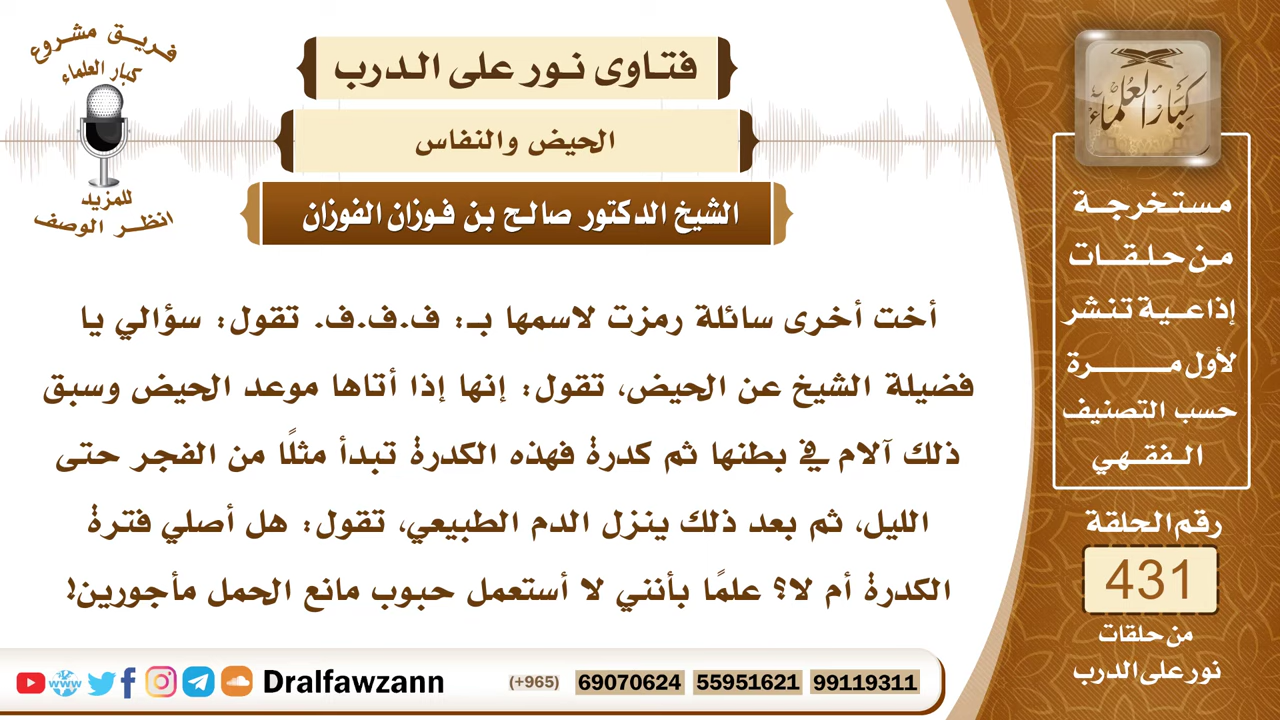 فريق مشروع
كبار العلماء
للمزيد
انظر الوصف
فتاوى نور على الدرب
الحيض والنفاس
الشيخ الدكتور صالح بن فوزان الفوزان
أخت أخرى سائلة رمزت لاسمها بـ: ف.ف.ف. تقول: سؤالي يا
فضيلة الشيخ عن الحيض، تقول: إنها إذا أتاها موعد الحيض وسبق
ذلك آلام في بطنها ثم كدرة فهذه الكدرة تبدأ مثلًا من الفجر حتى
الليل، ثم بعد ذلك ينزل الدم الطبيعي، تقول: هل أصلي فترة
الكدرة أم لا؟ علمًا بأنني لا أستعمل حبوب مانع الحمل مأجورين!
كبار العلماء
مستخرجة
من حلقات
إذاعية تنشر
لأول مرة
حسب التصنيف
الفقهي
رقم الحلقة
431
من حلقات
نور على الدرب
www
Dralfawzann
(+965) 69070624 55951621 99119311